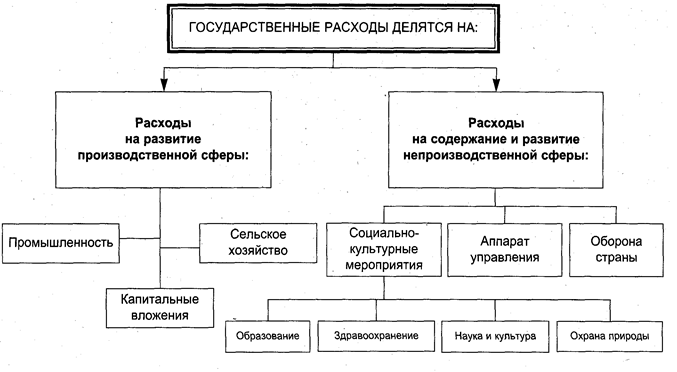 ГОСУДАРСТВЕННЫЕ РАСХОДЫ ДЕЛЯТСЯ НА:
Расходы
на развитие
производственной сферы:
Расходы
на содержание и развитие
непроизводственной сферы:
Промышленность
Сельское
хозяйство
Капитальные
вложения
Социально-
культурные
мероприятия
Аппарат
управления
Оборона
страны
Образование
Здравоохранение
Наука и культура
Охрана природы